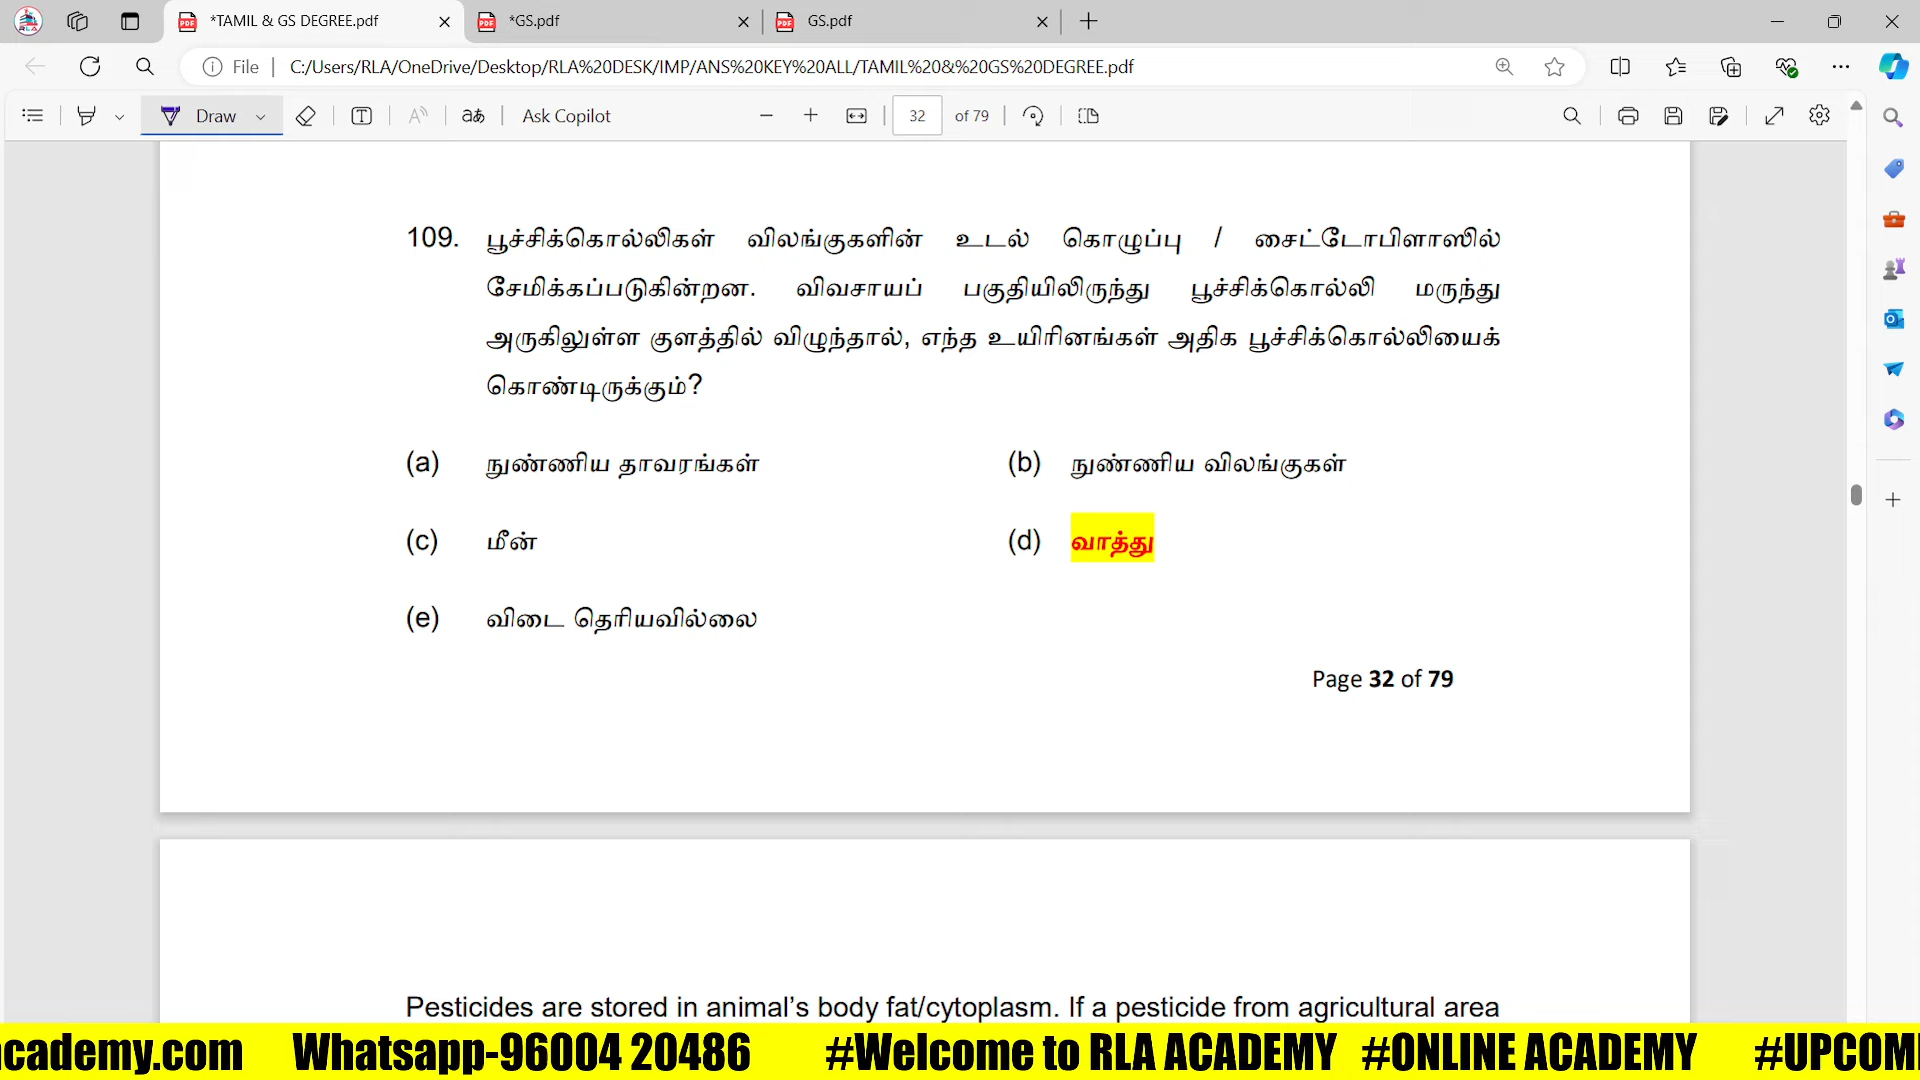 *TAMIL & GS DEGREE.pdf
*GS.pdf
GS.pdf
File
C:/Users/RLA/OneDrive/Desktop/RLA%20DESK/IMP/ANS%20KEY%20ALL/TAMIL%20&%20GS%20DEGREE.pdf
Draw
aあ
Ask Copilot
32 of 79
109. பூச்சிக்கொல்லிகள் விலங்குகளின் உடல் கொழுப்பு / சைட்டோபிளாஸில்
சேமிக்கப்படுகின்றன. விவசாயப் பகுதியிலிருந்து பூச்சிக்கொல்லி மருந்து
அருகிலுள்ள குளத்தில் விழுந்தால், எந்த உயிரினங்கள் அதிக பூச்சிக்கொல்லியைக்
கொண்டிருக்கும்?
(a) நுண்ணிய தாவரங்கள் (b) நுண்ணிய விலங்குகள்
(c) மீன் (d) வாத்து
(e) விடை தெரியவில்லை
Page 32 of 79
Pesticides are stored in animal’s body fat/cytoplasm. If a pesticide from agricultural area
cademy.com Whatsapp-96004 20486 #Welcome to RLA ACADEMY #ONLINE ACADEMY #UPCOM